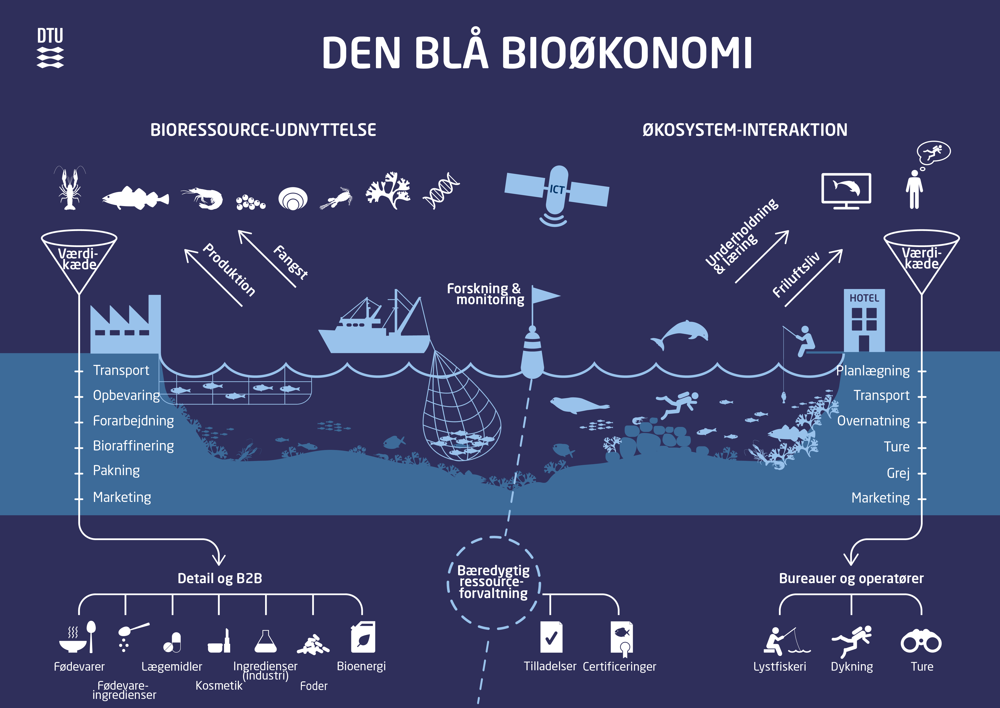 DTU
DEN BLÅ BIOØKONOMI
BIORESSOURCE-UDNYTTELSE
ØKOSYSTEM-INTERAKTION
ICT
Værdi-
kæde
Produktion
Fangst
Forskning &
monitoring
Underholdning
& læring
Friluftsliv
Værdi-
kæde
HOTEL
Transport
Opbevaring
Forarbejdning
Bioraffinering
Pakning
Marketing
Planlægning
Transport
Overnatning
Ture
Grej
Marketing
Detail og B2B
Fødevarer
Fødevare-
ingredienser
Lægemidler
Kosmetik
Ingredienser
(industri)
Foder
Bioenergi
Bæredygtig
ressource-
forvaltning
Tilladelser
Certificeringer
Bureauer og operatører
Lystfiskeri
Dykning
Ture